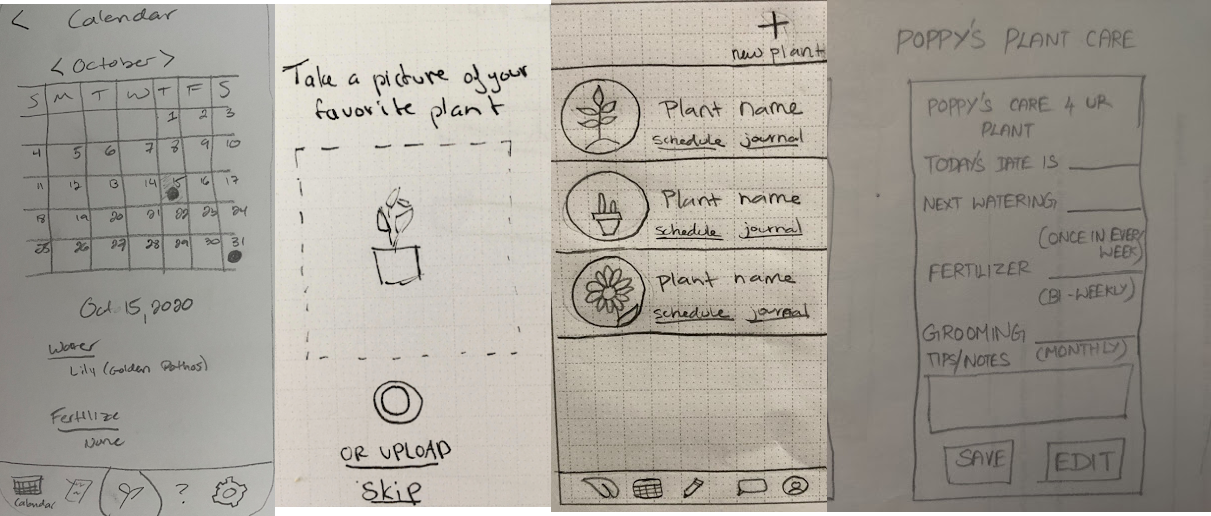 < Calendar
< October >
S M T W T F S
1 2 3
4 5 6 7 8 9 10
11 12 13 14 15 16 17
18 19 20 21 22 23 24
25 26 27 28 29 30 31
Oct 15, 2020
Water
Lily (Golden Pothos)
Fertilize
None
Calendar
?
Take a picture of your
favorite plant
OR UPLOAD
Skip
+
new plant
Plant name
schedule journal
Plant name
schedule journal
plant name
schedule journal
POPPY'S PLANT CARE
POPPY'S CARE 4 UR
PLANT
TODAY'S DATE IS
NEXT WATERING
(ONCE IN EVERY
WEEK)
FERTILIZER
(BI-WEEKLY)
GROOMING
(MONTHLY)
TIPS/NOTES
SAVE EDIT